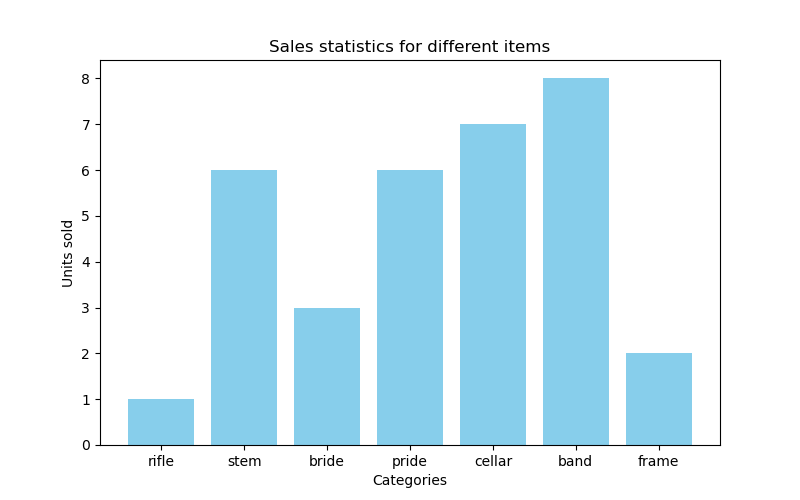 Sales statistics for different items
8
7
6
5
4
3
2
1
0
Units sold
rifle stem bride pride cellar band frame
Categories